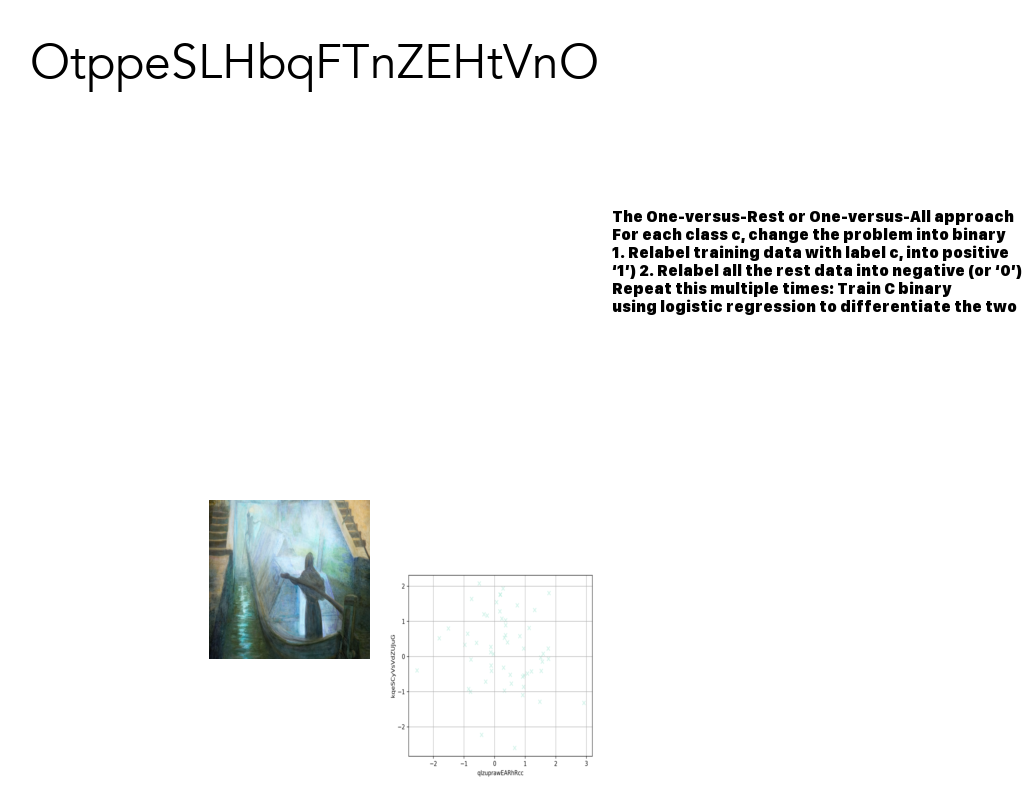 OtppeSLHbqFTnZEHtVnO
The One-versus-Rest or One-versus-All approach
For each class c, change the problem into binary
1. Relabel training data with label c, into positive
‘1’) 2. Relabel all the rest data into negative (or ‘0’)
Repeat this multiple times: Train C binary
using logistic regression to differentiate the two
2
1
0
−1
−2
−2 −1 0 1 2 3
qlzuprawEARhRcc